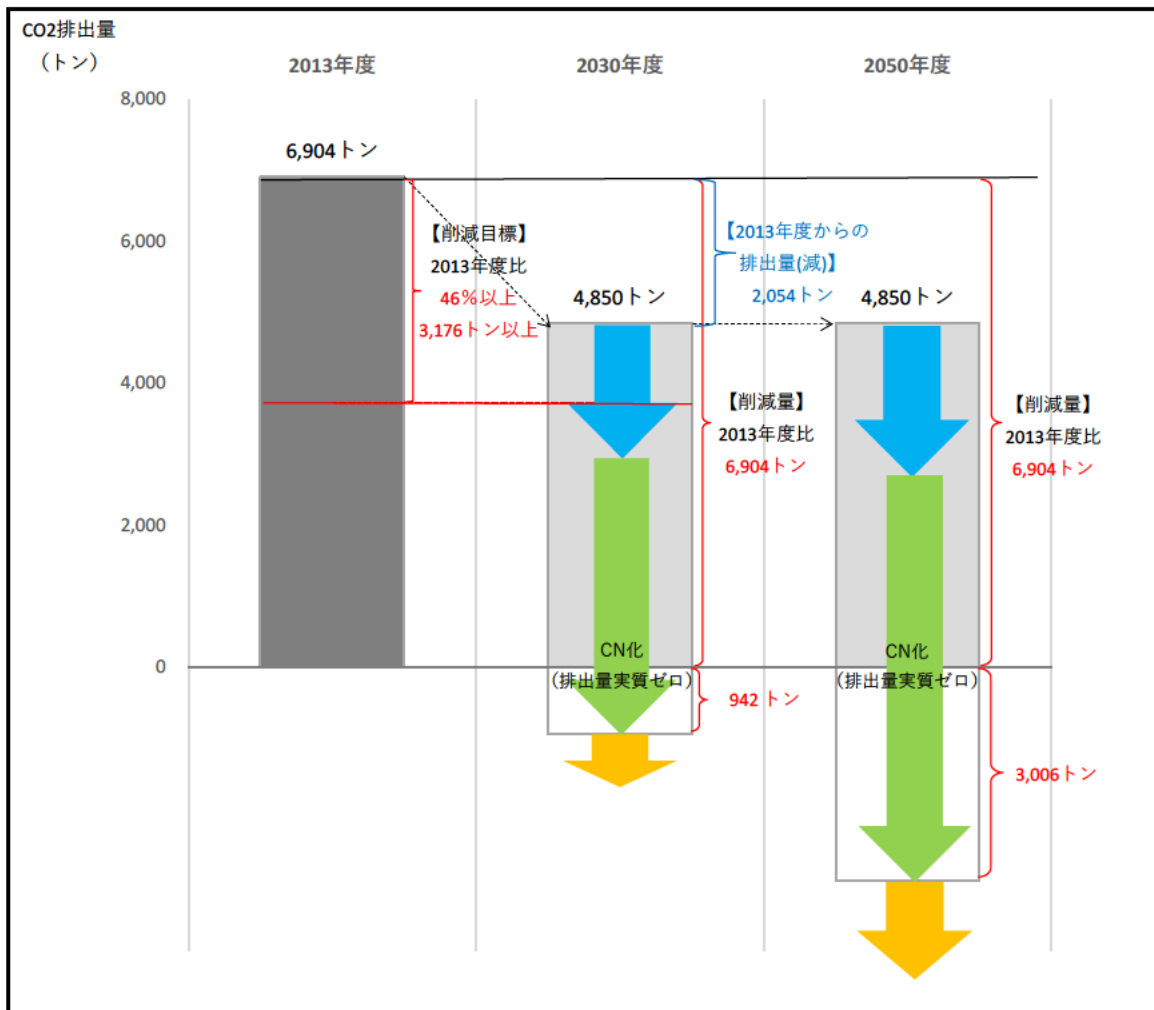 CO2排出量
（トン）
2013年度
2030年度
2050年度
8,000
6,000
4,000
2,000
0
6,904トン
【削減目標】
2013年度比
46%以上
3,176トン以上
4,850トン
【2013年度からの
排出量(減)】
2,054トン
4,850トン
【削減量】
2013年度比
6,904トン
【削減量】
2013年度比
6,904トン
CN化
（排出量実質ゼロ）
942トン
CN化
（排出量実質ゼロ）
3,006トン